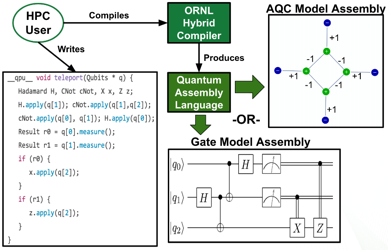 HPC
User
Compiles
Writes
ORNL
Hybrid
Compiler
Produces
Quantum
Assembly
Language
-OR-
AQC Model Assembly
+1
-1
-1
+1
+1
-1
-1
+1
__qpu__ void teleport(Qubits * q) {
Hadamard H, CNot cNot, X x, Z z;
H.apply(q[1]); cNot.apply(q[1],q[2]);
cNot.apply(q[0], q[1]); H.apply(q[0]);
Result r0 = q[0].measure();
Result r1 = q[1].measure();
if (r0) {
x.apply(q[2]);
}
if (r1) {
z.apply(q[2]);
}
}
Gate Model Assembly
|q₀⟩ H
|q₁⟩ H
|q₂⟩ X Z